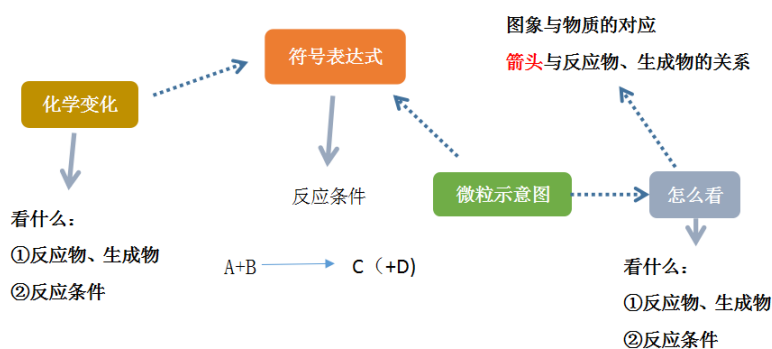 图象与物质的对应
箭头与反应物、生成物的关系
符号表达式
化学变化
微粒示意图
怎么看
反应条件
A+B
C（+D)
看什么：
①反应物、生成物
②反应条件
看什么：
①反应物、生成物
②反应条件